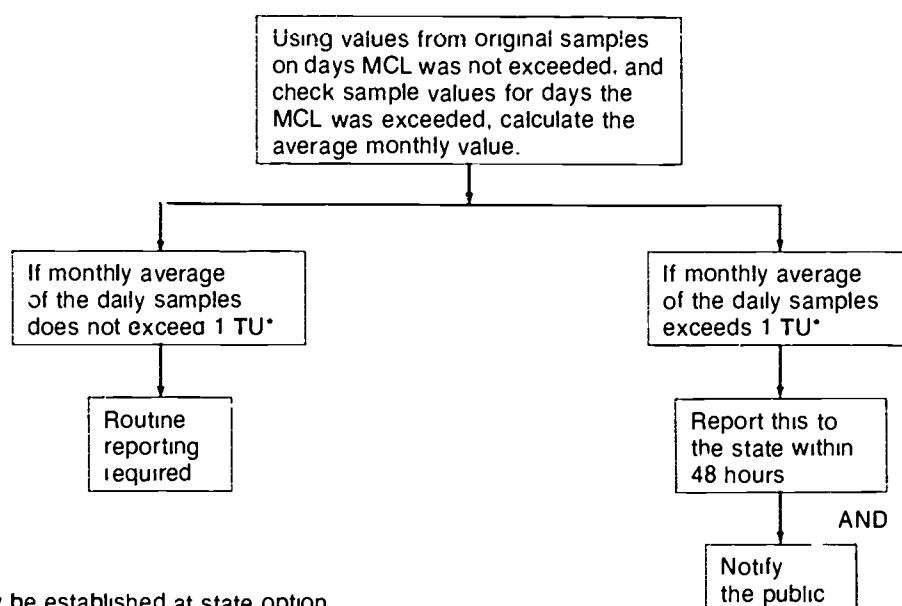 Using values from original samples
on days MCL was not exceeded, and
check sample values for days the
MCL was exceeded, calculate the
average monthly value.
If monthly average
of the daily samples
does not exceed 1 TU*
If monthly average
of the daily samples
exceeds 1 TU*
Routine
reporting
required
Report this to
the state within
48 hours
AND
Notify
the public
be established at state option